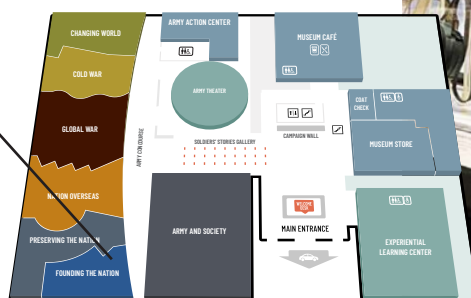 CHANGING WORLD
COLD WAR
GLOBAL WAR
NATION OVERSEAS
PRESERVING THE NATION
FOUNDING THE NATION
ARMY CONCOURSE
ARMY ACTION CENTER
ARMY THEATER
SOLDIERS' STORIES GALLERY
ARMY AND SOCIETY
MUSEUM CAFÉ
CAMPAIGN WALL
COAT
CHECK
MUSEUM STORE
WELCOME
DESK
MAIN ENTRANCE
EXPERIENTIAL
LEARNING CENTER